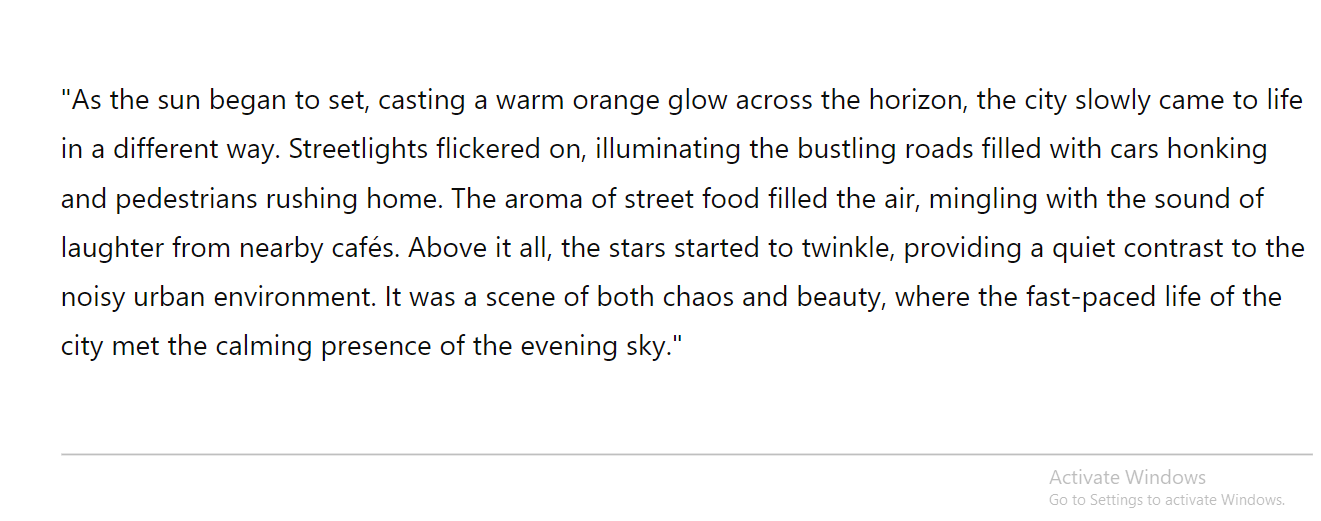 "As the sun began to set, casting a warm orange glow across the horizon, the city slowly came to life
in a different way. Streetlights flickered on, illuminating the bustling roads filled with cars honking
and pedestrians rushing home. The aroma of street food filled the air, mingling with the sound of
laughter from nearby cafés. Above it all, the stars started to twinkle, providing a quiet contrast to the
noisy urban environment. It was a scene of both chaos and beauty, where the fast-paced life of the
city met the calming presence of the evening sky."
Activate Windows
Go to Settings to activate Windows.